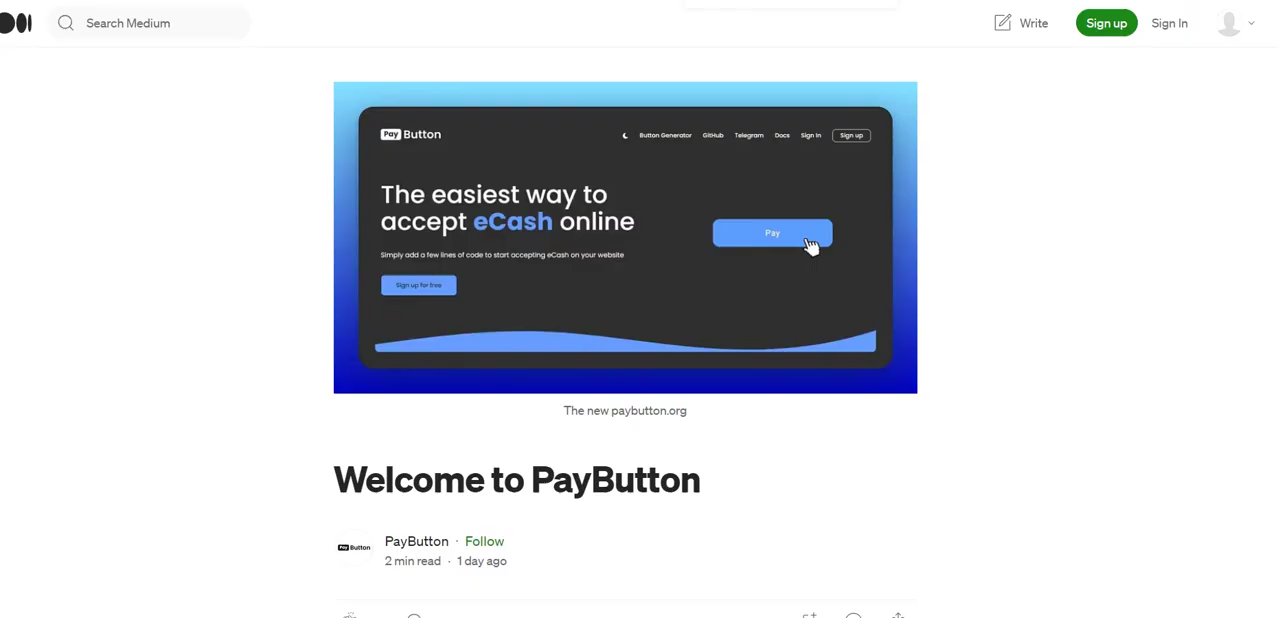 Search Medium
Write
Sign up
Sign In
Pay Button
Button Generator
GitHub
Telegram
Docs
Sign In
Sign up
The easiest way to
accept eCash online
Simply add a few lines of code to start accepting eCash on your website
Sign up for free
Pay
The new paybutton.org
Welcome to PayButton
Pay Button
PayButton · Follow
2 min read · 1 day ago